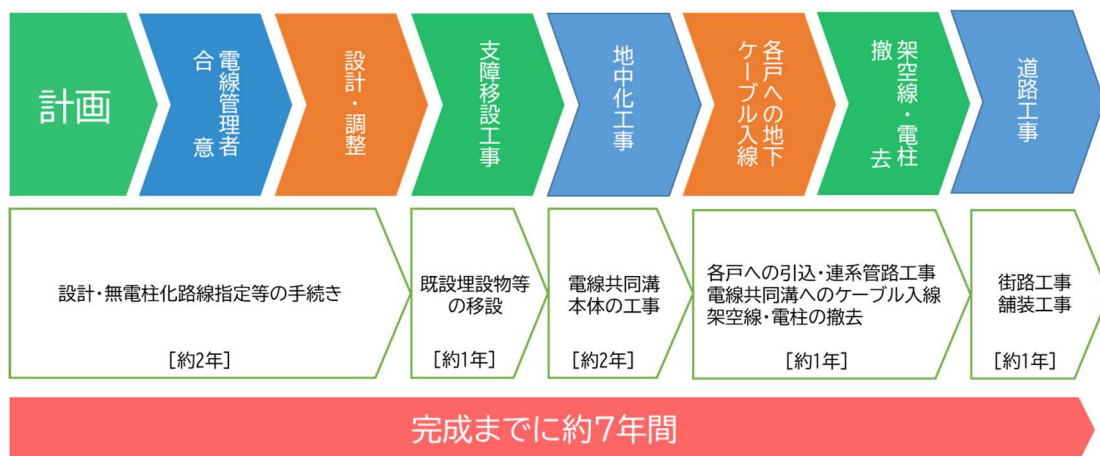 計画
電線管理者
合意
設計・調整
支障移設工事
地中化工事
各戸への地下
ケーブル入線
架空線・電柱
撤去
道路工事
設計・無電柱化路線指定等の手続き
[約2年]
既設埋設物等
の移設
[約1年]
電線共同溝
本体の工事
[約2年]
各戸への引込・連系管路工事
電線共同溝へのケーブル入線
架空線・電柱の撤去
[約1年]
街路工事
舗装工事
[約1年]
完成までに約7年間